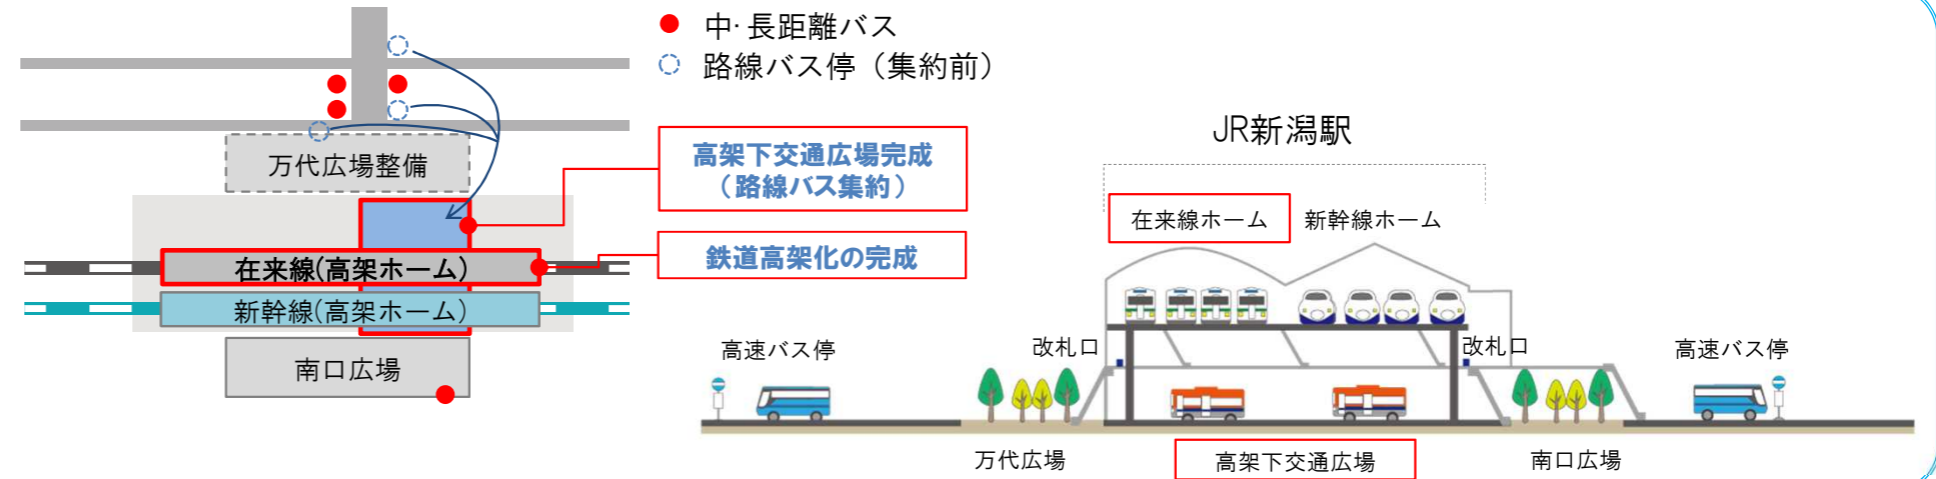 中・長距離バス
路線バス停（集約前）
万代広場整備
高架下交通広場完成
（路線バス集約）
鉄道高架化の完成
在来線(高架ホーム)
新幹線(高架ホーム)
南口広場
JR新潟駅
在来線ホーム
新幹線ホーム
高速バス停
改札口
改札口
高速バス停
万代広場
高架下交通広場
南口広場